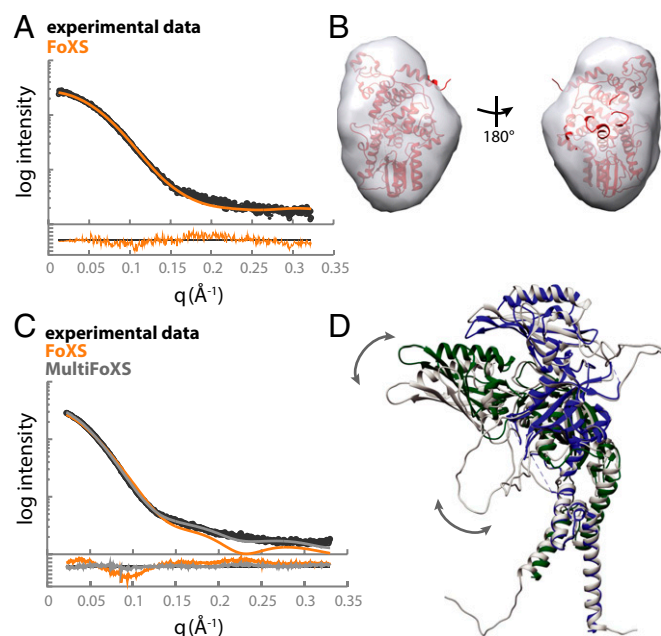 A
experimental data
FoXS
log intensity
0
0.05
0.1
0.15
0.2
0.25
0.3
0.35
q (Å⁻¹)
B
180°
C
experimental data
FoXS
MultiFoXS
log intensity
0
0.05
0.1
0.15
0.2
0.25
0.3
0.35
q (Å⁻¹)
D